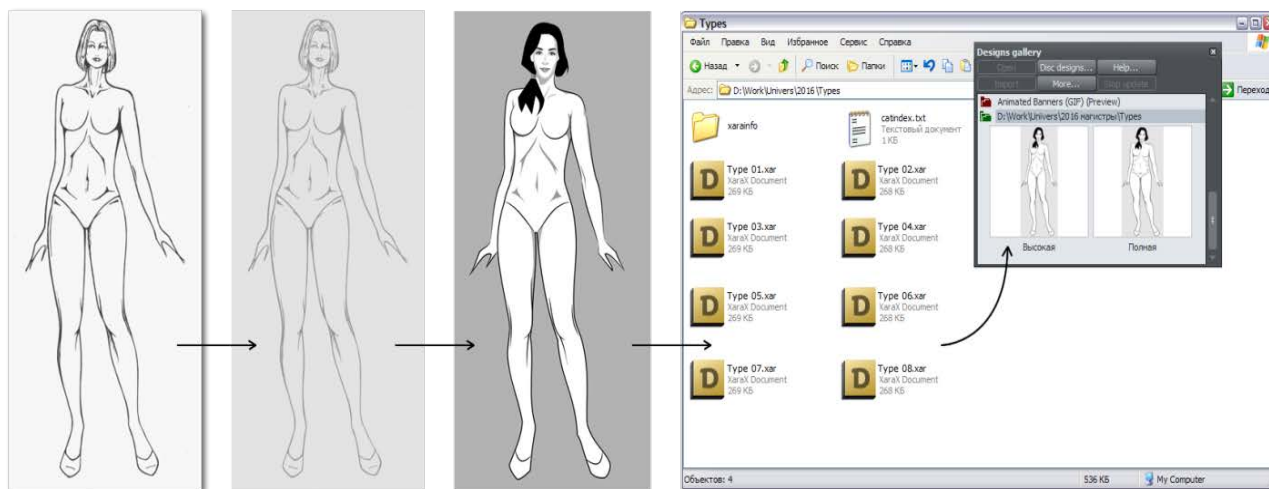 Types
Файл Правка Вид Избранное Сервис Справка
Назад Поиск Папки
Адрес: D:\Work\Univers\2016 \Types
Переход
xarainfo
catindex.txt
Текстовый документ
1 КБ
Type 01.xar
XaraX Document
269 КБ
Type 02.xar
XaraX Document
268 КБ
Type 03.xar
XaraX Document
269 КБ
Type 04.xar
XaraX Document
268 КБ
Type 05.xar
XaraX Document
269 КБ
Type 06.xar
XaraX Document
268 КБ
Type 07.xar
XaraX Document
269 КБ
Type 08.xar
XaraX Document
268 КБ
Объектов: 4
536 КБ
My Computer
Designs gallery
Open Disc designs... Help...
Import More... Stop update
Animated Banners (GIF) (Preview)
D:\Work\Univers\2016 магистры\Types
Высокая
Полная
D
D
D
D
D
D
D
D